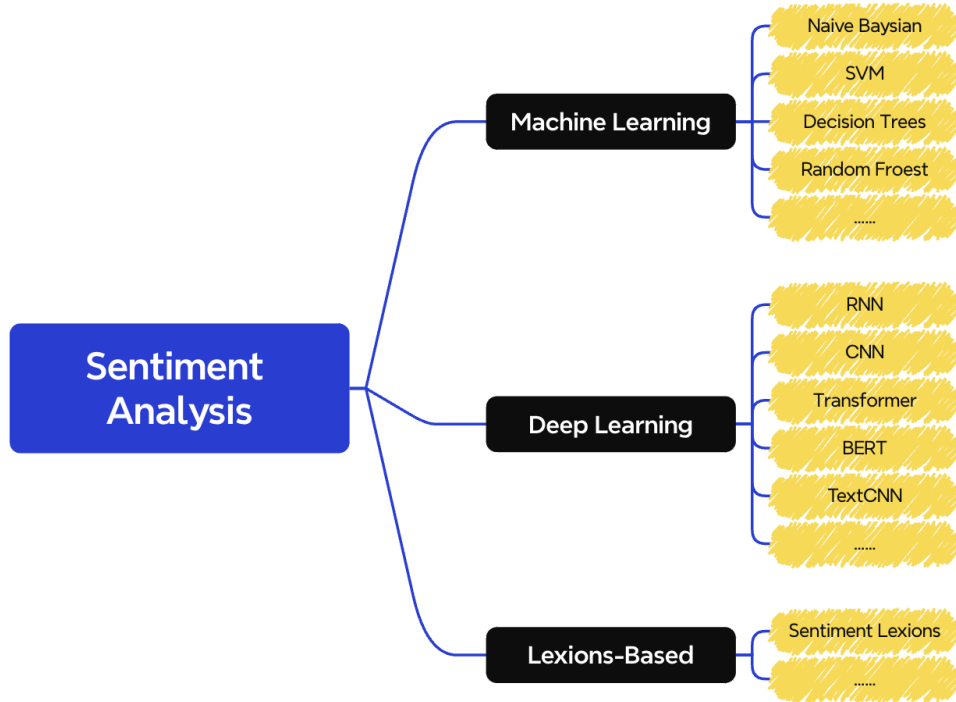 Sentiment
Analysis
Machine Learning
Naive Baysian
SVM
Decision Trees
Random Froest
......
Deep Learning
RNN
CNN
Transformer
BERT
TextCNN
......
Lexions-Based
Sentiment Lexions
......